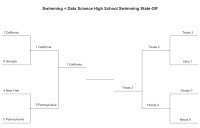 Swimming + Data Science High School Swimming State-Off
1 California
Texas 2
1 California
Texas 2
8 Georgia
Ohio 7
1 California
Texas 2
4 New York
Florida 3
5 Pennsylvania
Florida 3
5 Pennsylvania
Illinois 6